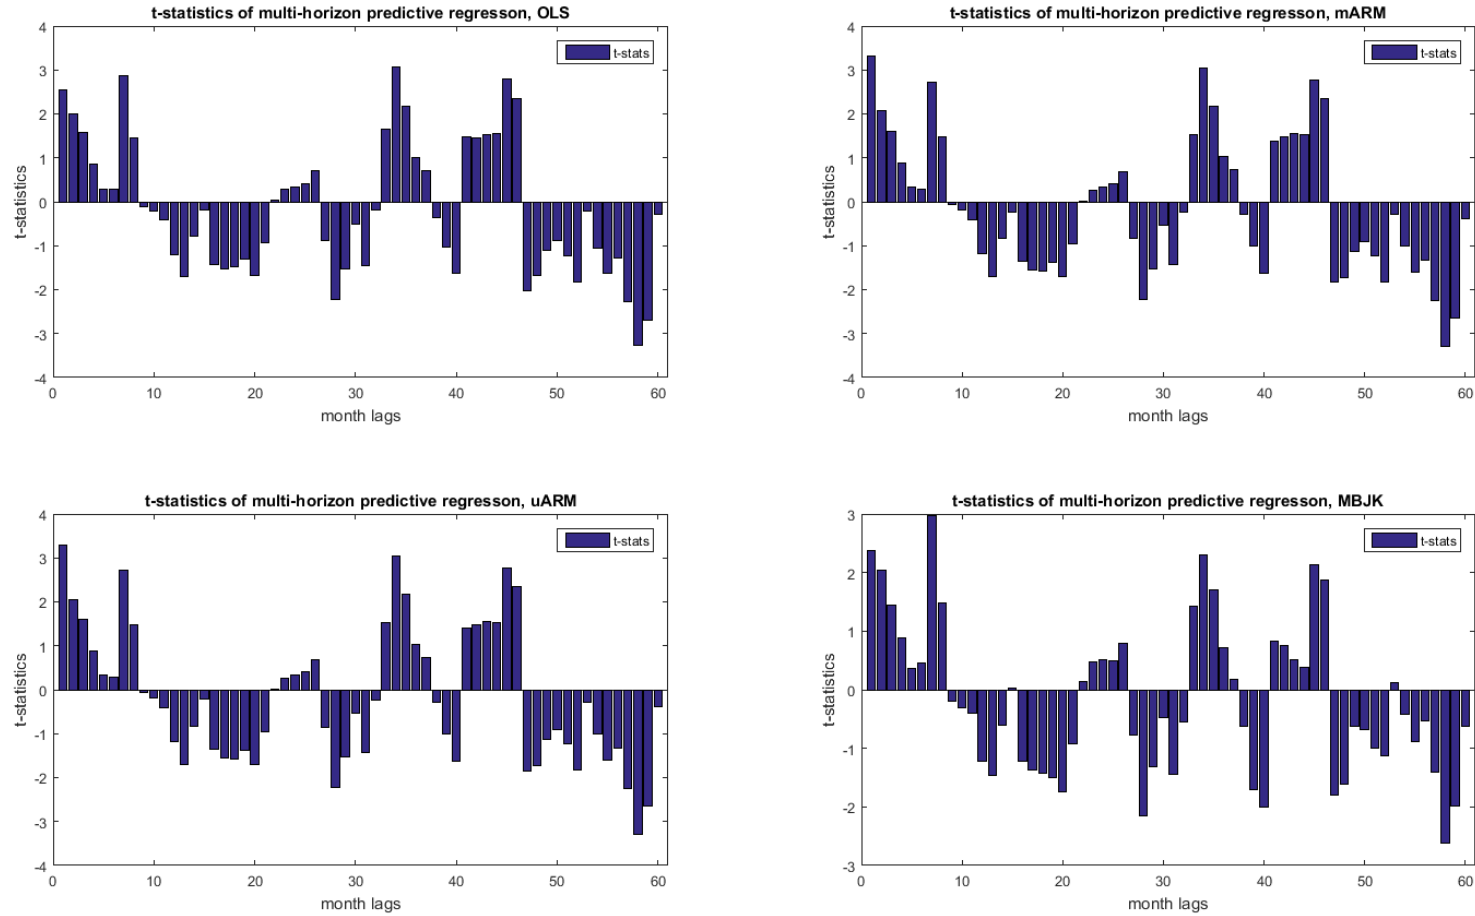 t-statistics of multi-horizon predictive regresson, OLS
4
3
2
1
0
-1
-2
-3
-4
t-statistics
t-stats
0 10 20 30 40 50 60
month lags
t-statistics of multi-horizon predictive regresson, mARM
4
3
2
1
0
-1
-2
-3
-4
t-statistics
t-stats
0 10 20 30 40 50 60
month lags
t-statistics of multi-horizon predictive regresson, uARM
4
3
2
1
0
-1
-2
-3
-4
t-statistics
t-stats
0 10 20 30 40 50 60
month lags
t-statistics of multi-horizon predictive regresson, MBJK
3
2
1
0
-1
-2
-3
t-statistics
t-stats
0 10 20 30 40 50 60
month lags